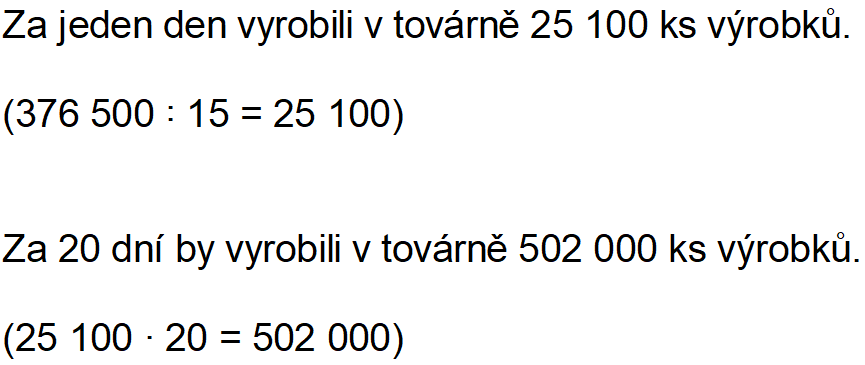 Za jeden den vyrobili v továrně 25 100 ks výrobků.
(376 500 : 15 = 25 100)
Za 20 dní by vyrobili v továrně 502 000 ks výrobků.
(25 100 · 20 = 502 000)